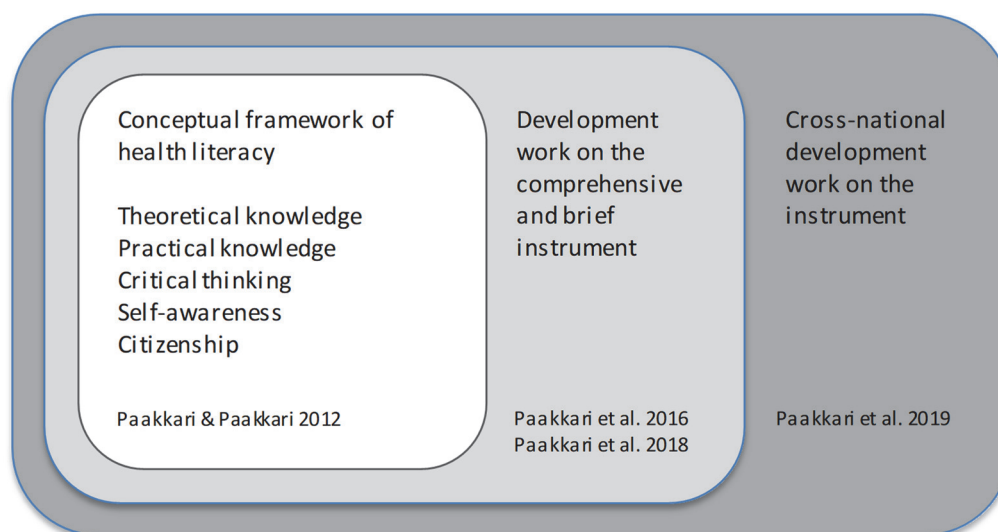 Conceptual framework of
health literacy
Theoretical knowledge
Practical knowledge
Critical thinking
Self-awareness
Citizenship
Paakkari & Paakkari 2012
Development
work on the
comprehensive
and brief
instrument
Paakkari et al. 2016
Paakkari et al. 2018
Cross-national
development
work on the
instrument
Paakkari et al. 2019